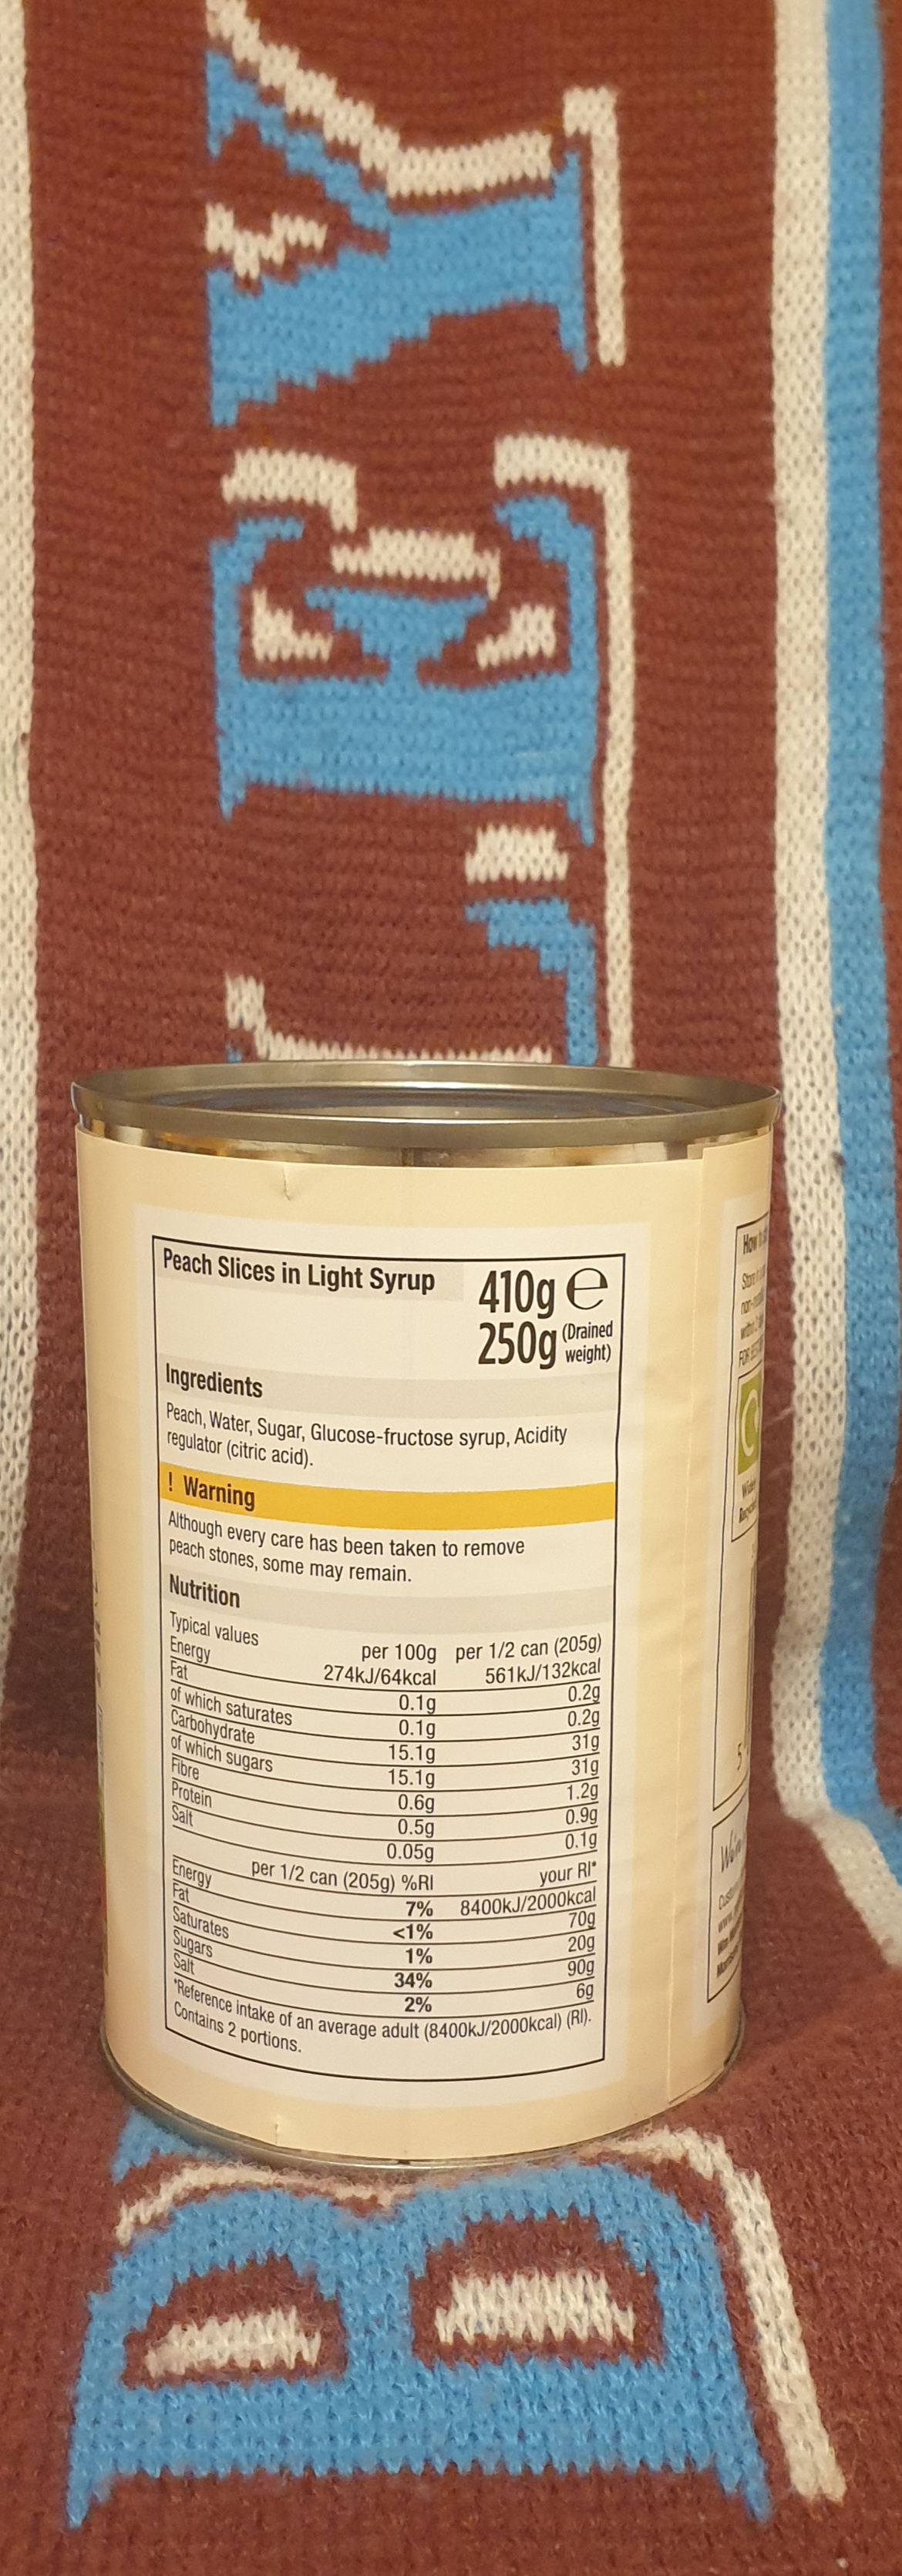 Peach Slices in Light Syrup
410g e
250g (Drained weight)
Ingredients
Peach, Water, Sugar, Glucose-fructose syrup, Acidity
regulator (citric acid).
! Warning
Although every care has been taken to remove
peach stones, some may remain.
Nutrition
Typical values per 100g per 1/2 can (205g)
Energy 274kJ/64kcal 561kJ/132kcal
Fat 0.1g 0.2g
of which saturates 0.1g 0.2g
Carbohydrate 15.1g 31g
of which sugars 15.1g 31g
Fibre 0.6g 1.2g
Protein 0.5g 0.9g
Salt 0.05g 0.1g
per 1/2 can (205g) %RI your RI*
Energy 7% 8400kJ/2000kcal
Fat <1% 70g
Saturates 1% 20g
Sugars 34% 90g
Salt 2% 6g
*Reference intake of an average adult (8400kJ/2000kcal) (RI).
Contains 2 portions.
How
5
B
E
Y